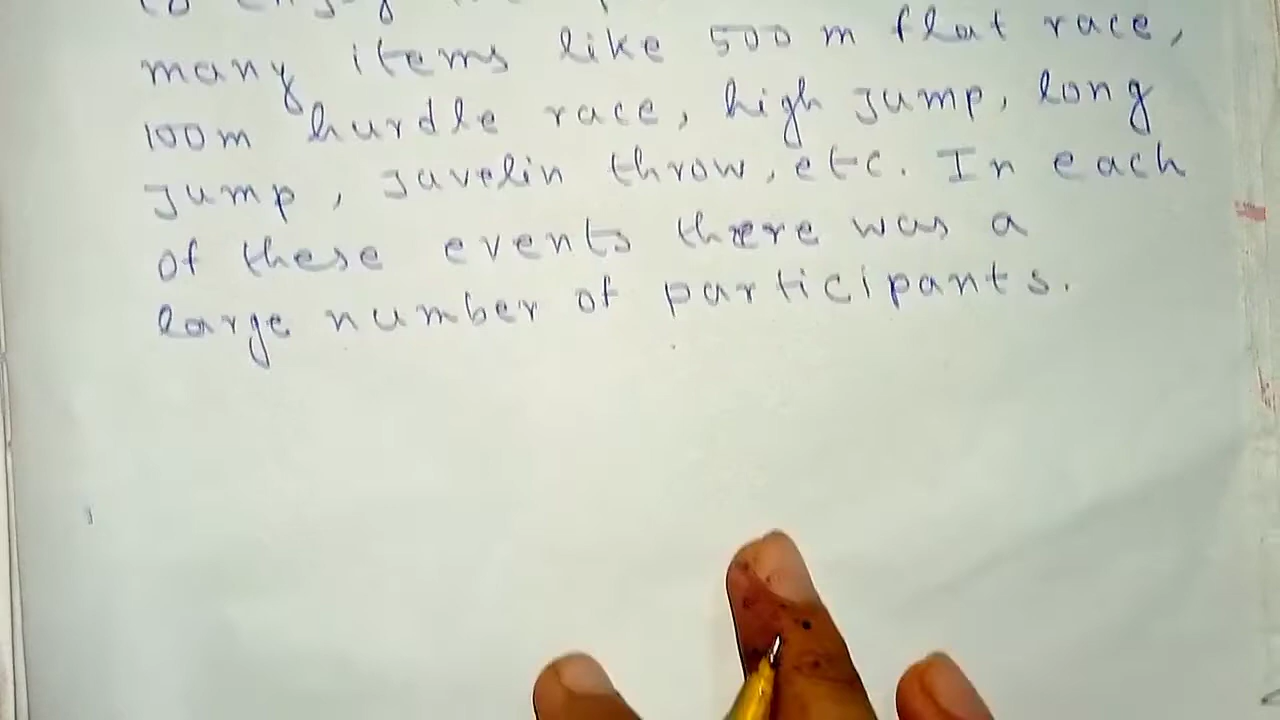 many items like 500 m flat race,
100m hurdle race, high jump, long
jump, javelin throw, etc. In each
of these events there was a
large number of participants.